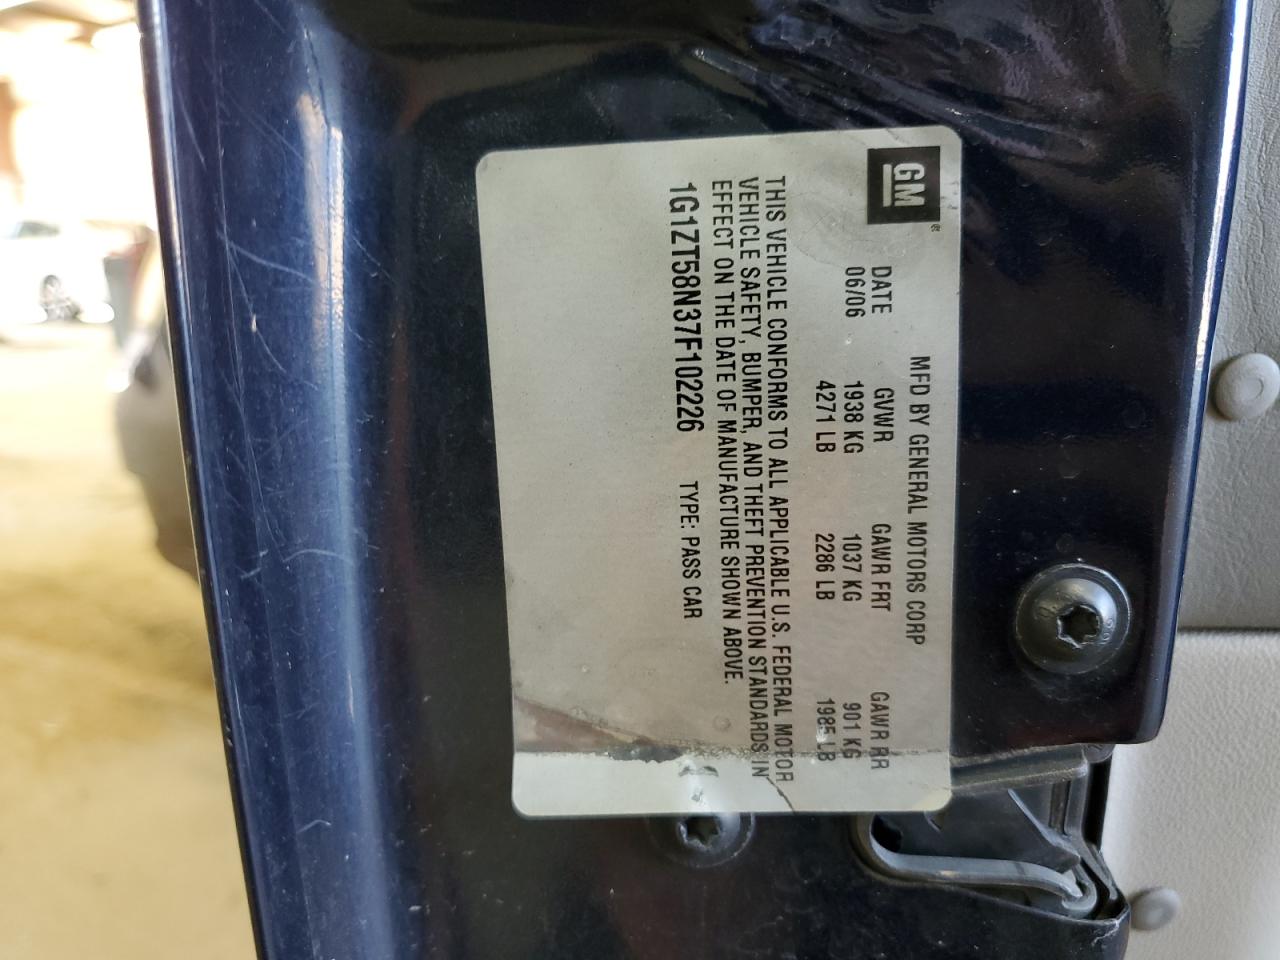 GM
MFD BY GENERAL MOTORS CORP
DATE GVWR GAWR FRT GAWR RR
06/06 1938 KG 1037 KG 901 KG
4271 LB 2286 LB 1985 LB
THIS VEHICLE CONFORMS TO ALL APPLICABLE U.S. FEDERAL MOTOR
VEHICLE SAFETY, BUMPER, AND THEFT PREVENTION STANDARDS IN
EFFECT ON THE DATE OF MANUFACTURE SHOWN ABOVE.
1G1ZT58N37F102226 TYPE: PASS CAR